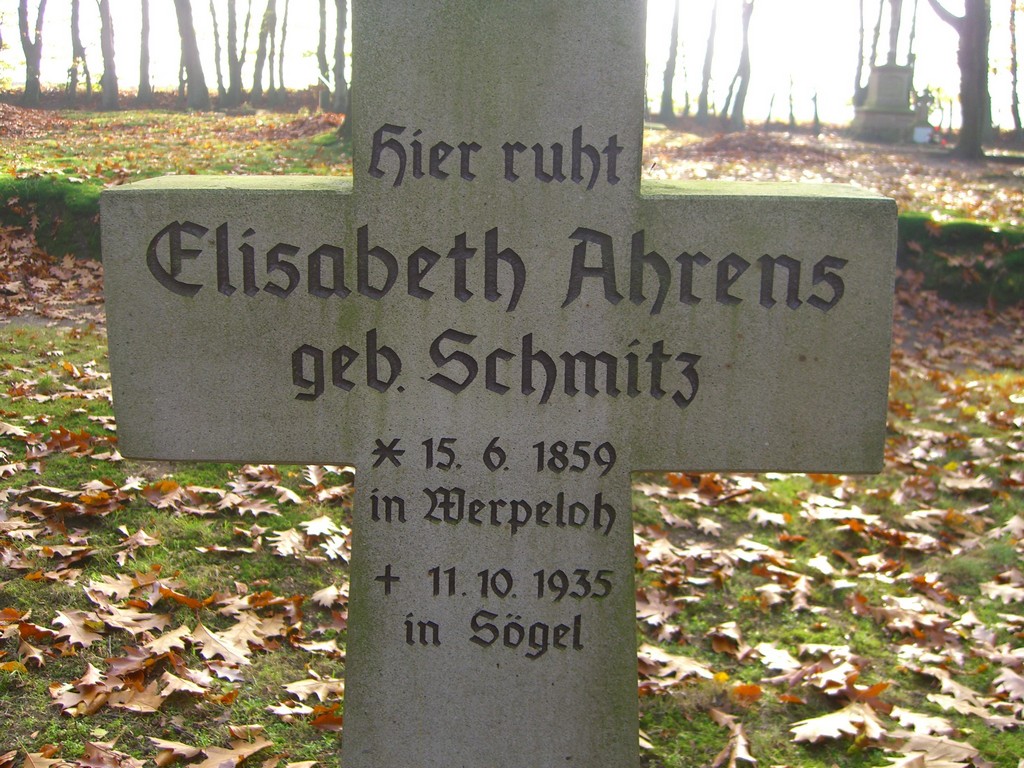 Hier ruht
Elisabeth Ahrens
geb. Schmitz
* 15. 6. 1859
in Werpeloh
+ 11. 10. 1935
in Sögel